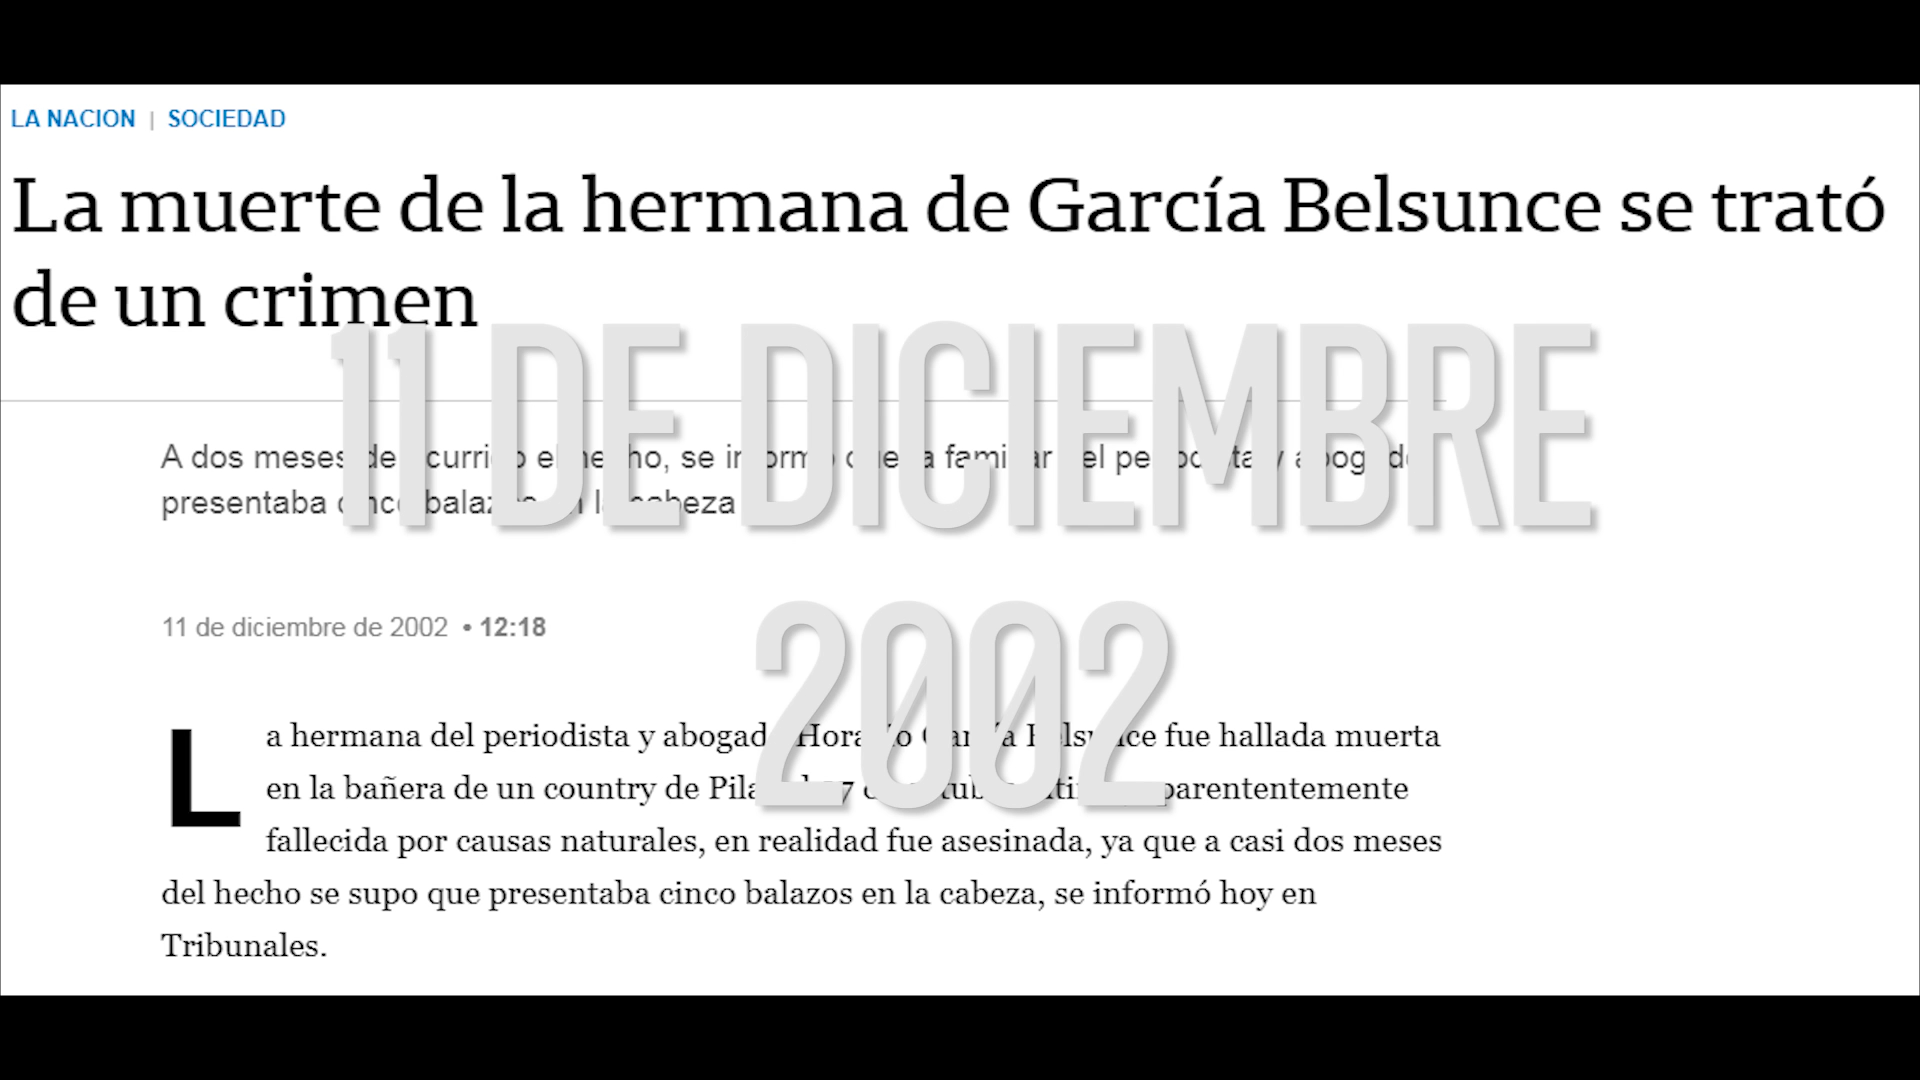 LA NACION | SOCIEDAD
La muerte de la hermana de García Belsunce se trató
de un crimen
11 DE DICIEMBRE
A dos meses de ocurrido el hecho, se informó que la familiar del periodista y abogado
presentaba cinco balazos en la cabeza
11 de diciembre de 2002 • 12:18
2002
La hermana del periodista y abogado Horacio García Belsunce fue hallada muerta
en la bañera de un country de Pilar
parententemente
fallecida por causas naturales, en realidad fue asesinada, ya que a casi dos meses
del hecho se supo que presentaba cinco balazos en la cabeza, se informó hoy en
Tribunales.